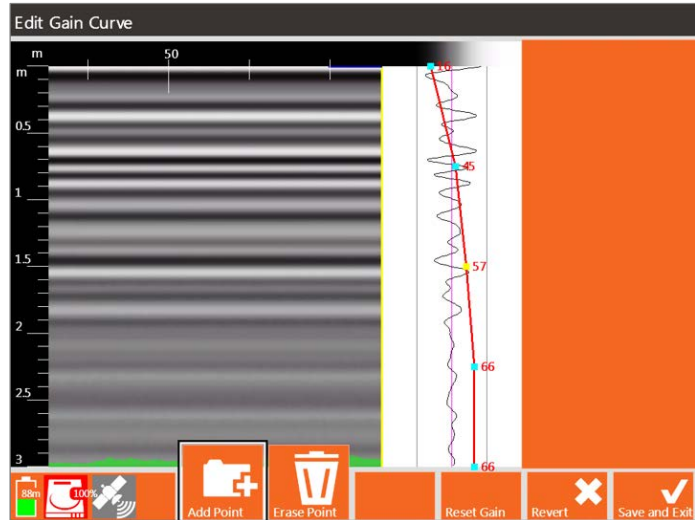 Edit Gain Curve
m
50
m
0.5
1
1.5
2
2.5
3
16
45
57
66
66
88m
100%
Add Point
Erase Point
Reset Gain
Revert
Save and Exit